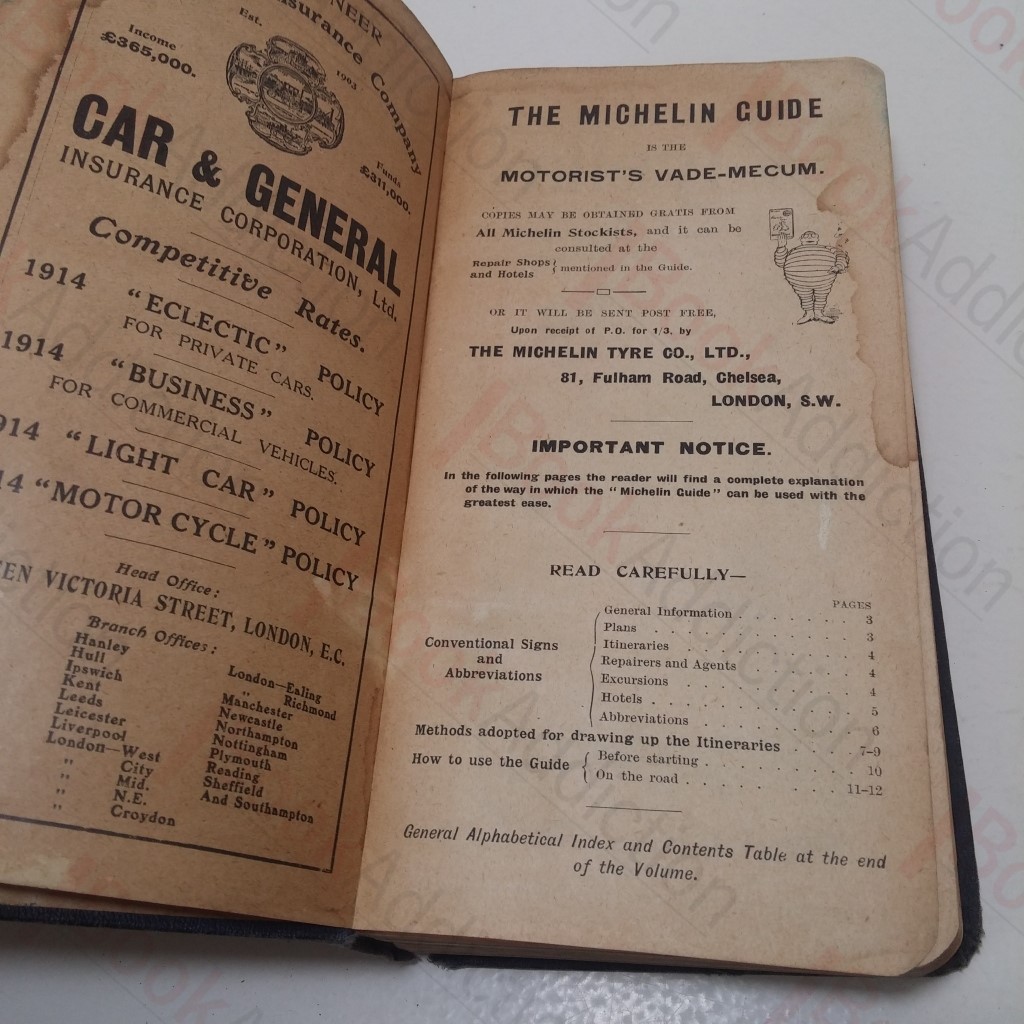 NEER
Insurance Company
Est.
1903
Income
£365,000.
Funds
£311,000.
CAR & GENERAL
INSURANCE CORPORATION, Ltd.
Competitive Rates.
1914 "ECLECTIC" POLICY
FOR PRIVATE CARS.
1914 "BUSINESS" POLICY
FOR COMMERCIAL VEHICLES.
914 "LIGHT CAR" POLICY
14 "MOTOR CYCLE" POLICY
Head Office:
EEN VICTORIA STREET, LONDON, E.C.
Branch Offices:
Hanley
Hull
Ipswich
Kent
Leeds
Leicester
Liverpool
London—West
" City
" Mid.
" N.E.
" Croydon
London—Ealing
" Richmond
Manchester
Newcastle
Northampton
Nottingham
Plymouth
Reading
Sheffield
And Southampton
THE MICHELIN GUIDE
IS THE
MOTORIST'S VADE-MECUM.
COPIES MAY BE OBTAINED GRATIS FROM
All Michelin Stockists, and it can be
consulted at the
Repair Shops
and Hotels } mentioned in the Guide.
OR IT WILL BE SENT POST FREE,
Upon receipt of P.O. for 1/3, by
THE MICHELIN TYRE CO., LTD.,
81, Fulham Road, Chelsea,
LONDON, S.W.
IMPORTANT NOTICE.
In the following pages the reader will find a complete explanation
of the way in which the "Michelin Guide" can be used with the
greatest ease.
READ CAREFULLY—
PAGES
Conventional Signs
and
Abbreviations
General Information . . . . . . . 3
Plans . . . . . . . 3
Itineraries . . . . . . . 4
Repairers and Agents . . . . . . . 4
Excursions . . . . . . . 4
Hotels . . . . . . . 5
Abbreviations . . . . . . . 6
Methods adopted for drawing up the Itineraries . . . 7-9
How to use the Guide { Before starting . . . . . . . 10
On the road . . . . . . . 11-12
General Alphabetical Index and Contents Table at the end
of the Volume.
BookAddiction